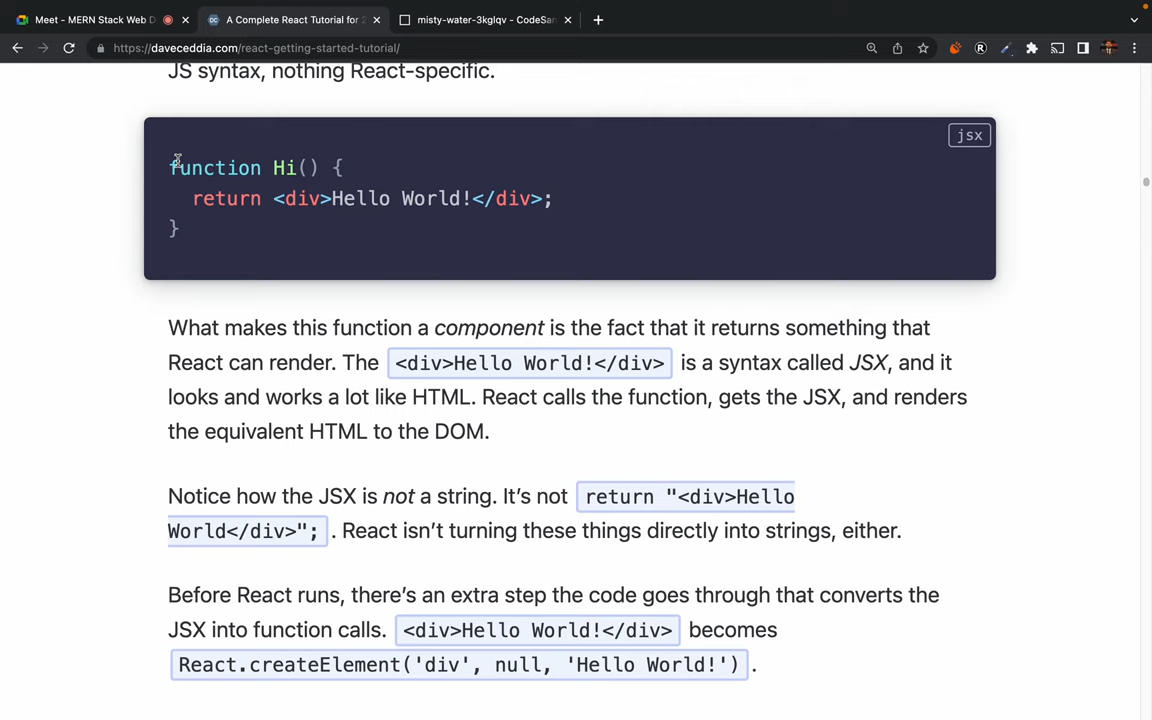 Meet - MERN Stack Web D
A Complete React Tutorial for 2
misty-water-3kglqv - CodeSan
https://daveceddia.com/react-getting-started-tutorial/
JS syntax, nothing React-specific.
jsx
function Hi() {
return <div>Hello World!</div>;
}
What makes this function a component is the fact that it returns something that
React can render. The <div>Hello World!</div> is a syntax called JSX, and it
looks and works a lot like HTML. React calls the function, gets the JSX, and renders
the equivalent HTML to the DOM.
Notice how the JSX is not a string. It’s not return "<div>Hello
World</div>"; . React isn’t turning these things directly into strings, either.
Before React runs, there’s an extra step the code goes through that converts the
JSX into function calls. <div>Hello World!</div> becomes
React.createElement('div', null, 'Hello World!') .